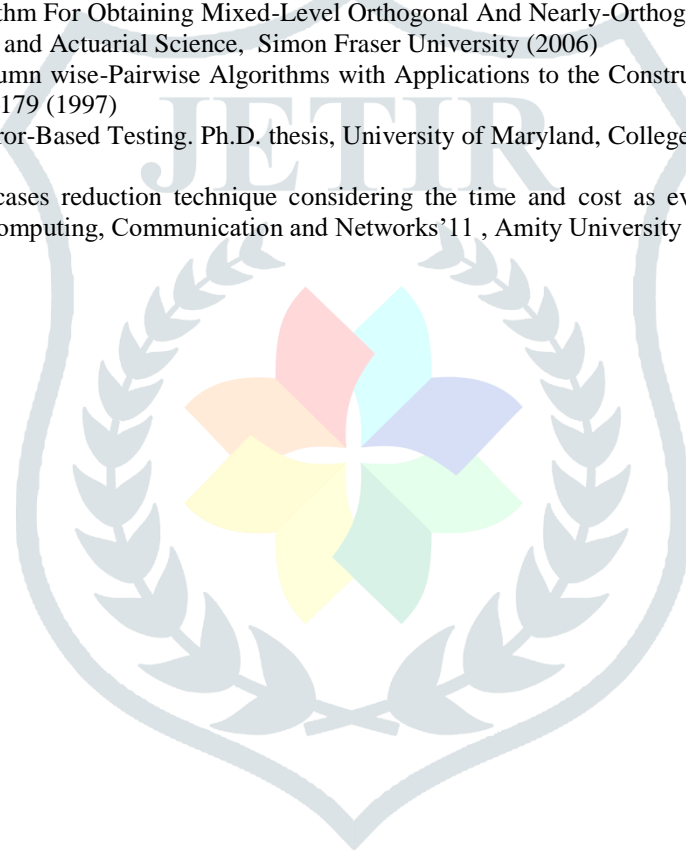 thm For Obtaining Mixed-Level Orthogonal And Nearly-Orthog
and Actuarial Science, Simon Fraser University (2006)
umn wise-Pairwise Algorithms with Applications to the Constru
179 (1997)
ror-Based Testing. Ph.D. thesis, University of Maryland, College
JETIR
cases reduction technique considering the time and cost as ev
omputing, Communication and Networks’11 , Amity University